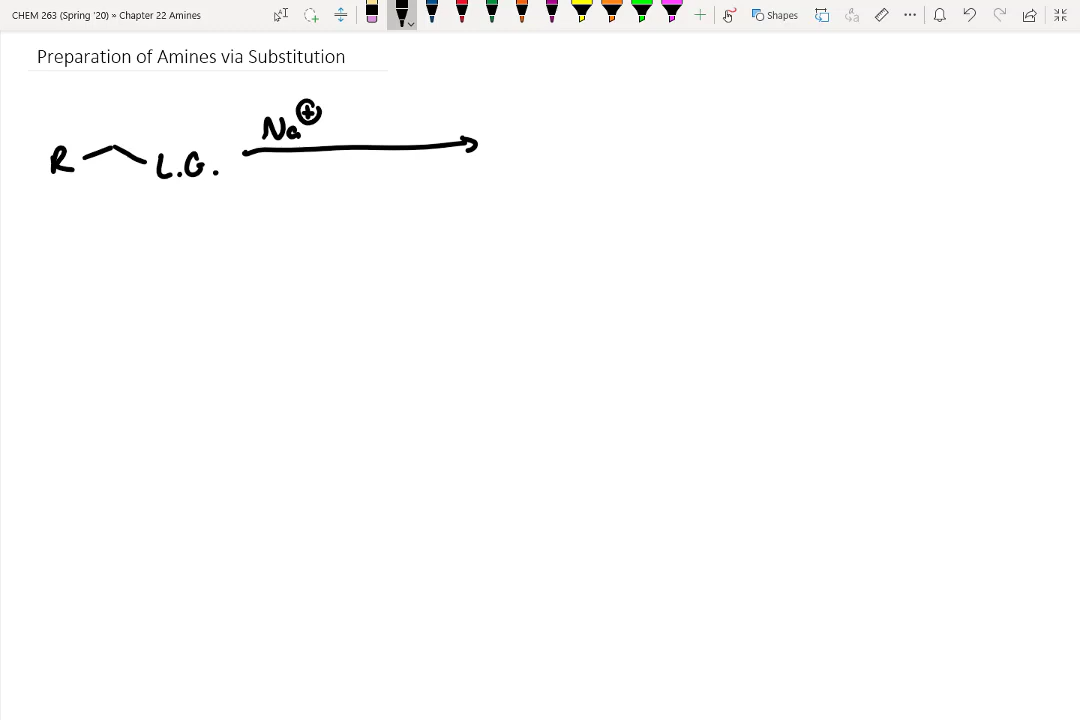 CHEM 263 (Spring '20) » Chapter 22 Amines
Shapes
Preparation of Amines via Substitution
Na⊕
R L.G.